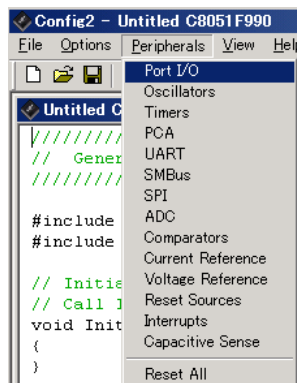 Config2 - Untitled C8051F990
File Options Peripherals View Help
Untitled C
////////
// Gener
////////
#include
#include
// Initia
// Call I
void Init
{
}
Port I/O
Oscillators
Timers
PCA
UART
SMBus
SPI
ADC
Comparators
Current Reference
Voltage Reference
Reset Sources
Interrupts
Capacitive Sense
Reset All